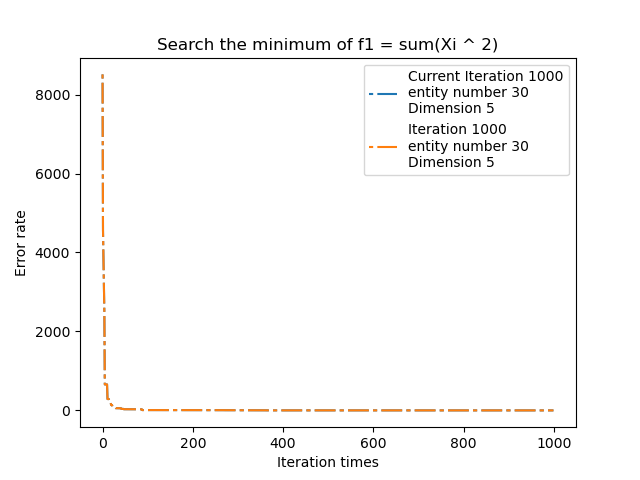 Search the minimum of f1 = sum(Xi ^ 2)
Current Iteration 1000
entity number 30
Dimension 5
Iteration 1000
entity number 30
Dimension 5
Error rate
8000
6000
4000
2000
0
0 200 400 600 800 1000
Iteration times